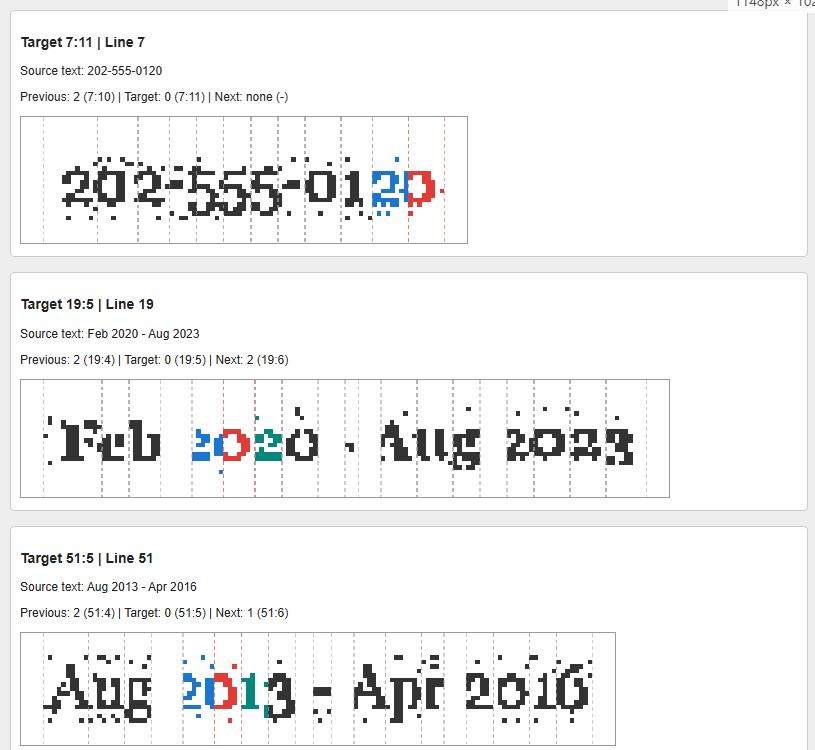 1148px × 102
Target 7:11 | Line 7
Source text: 202-555-0120
Previous: 2 (7:10) | Target: 0 (7:11) | Next: none (-)
202-555-0120
Target 19:5 | Line 19
Source text: Feb 2020 - Aug 2023
Previous: 2 (19:4) | Target: 0 (19:5) | Next: 2 (19:6)
Feb 2020 - Aug 2023
Target 51:5 | Line 51
Source text: Aug 2013 - Apr 2016
Previous: 2 (51:4) | Target: 0 (51:5) | Next: 1 (51:6)
Aug 2013 - Apr 2016